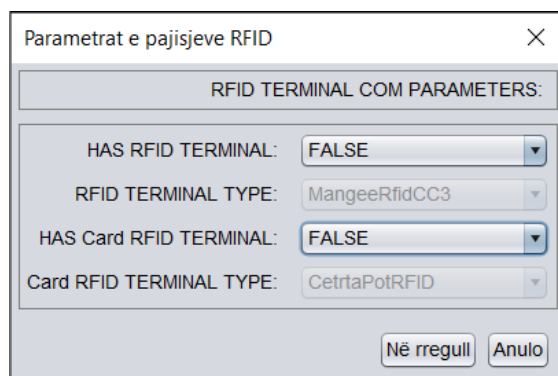 Parametrat e pajisjeve RFID
RFID TERMINAL COM PARAMETERS:
HAS RFID TERMINAL: FALSE
RFID TERMINAL TYPE: MangeeRfidCC3
HAS Card RFID TERMINAL: FALSE
Card RFID TERMINAL TYPE: CetrtaPotRFID
Në rregull Anulo